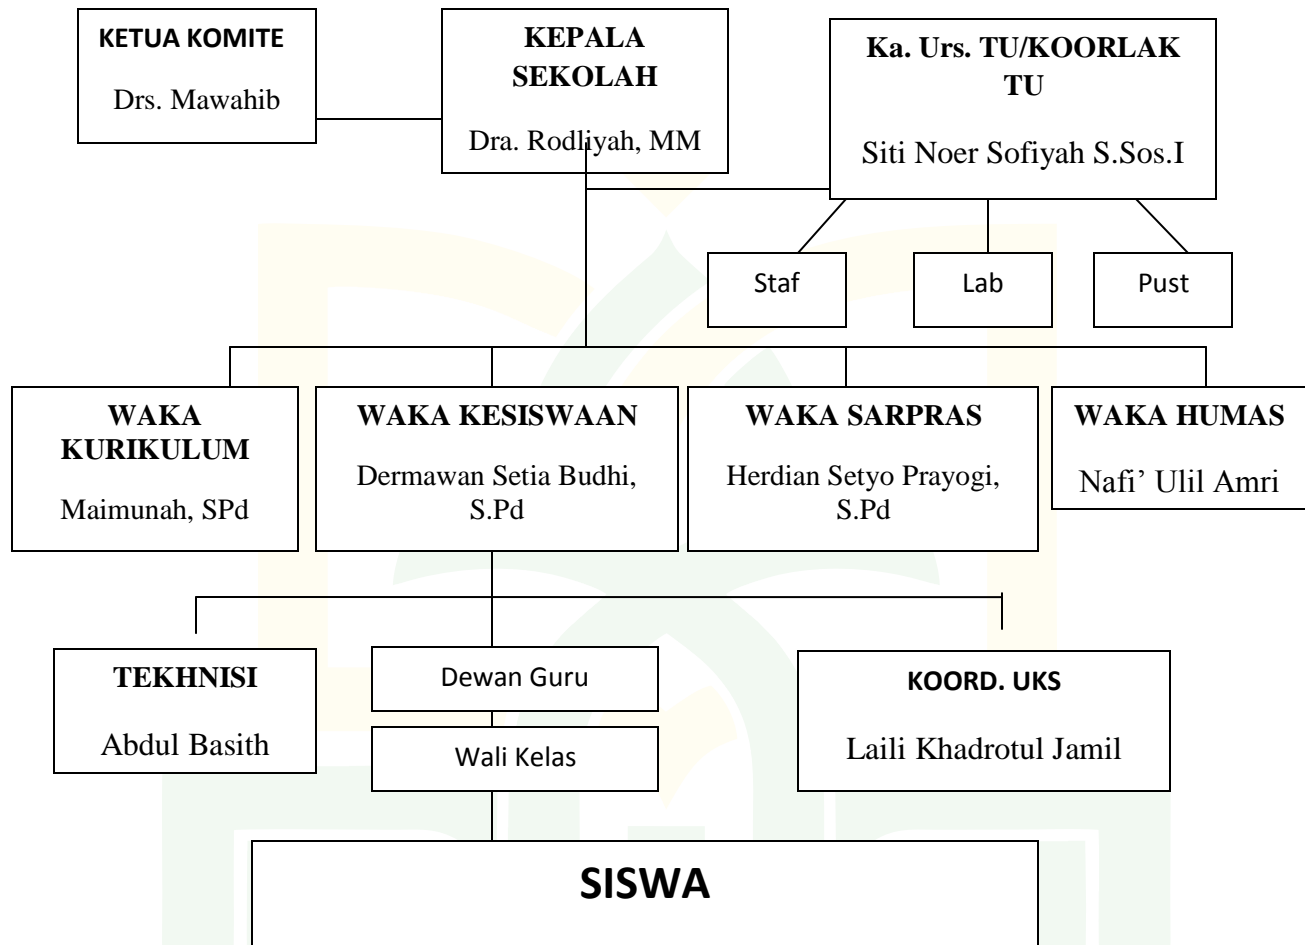 KETUA KOMITE
Drs. Mawahib
KEPALA
SEKOLAH
Dra. Rodliyah, MM
Ka. Urs. TU/KOORLAK
TU
Siti Noer Sofiyah S.Sos.I
Staf
Lab
Pust
WAKA
KURIKULUM
Maimunah, SPd
WAKA KESISWAAN
Dermawan Setia Budhi,
S.Pd
WAKA SARPRAS
Herdian Setyo Prayogi,
S.Pd
WAKA HUMAS
Nafi’ Ulil Amri
TEKHNISI
Abdul Basith
Dewan Guru
Wali Kelas
KOORD. UKS
Laili Khadrotul Jamil
SISWA